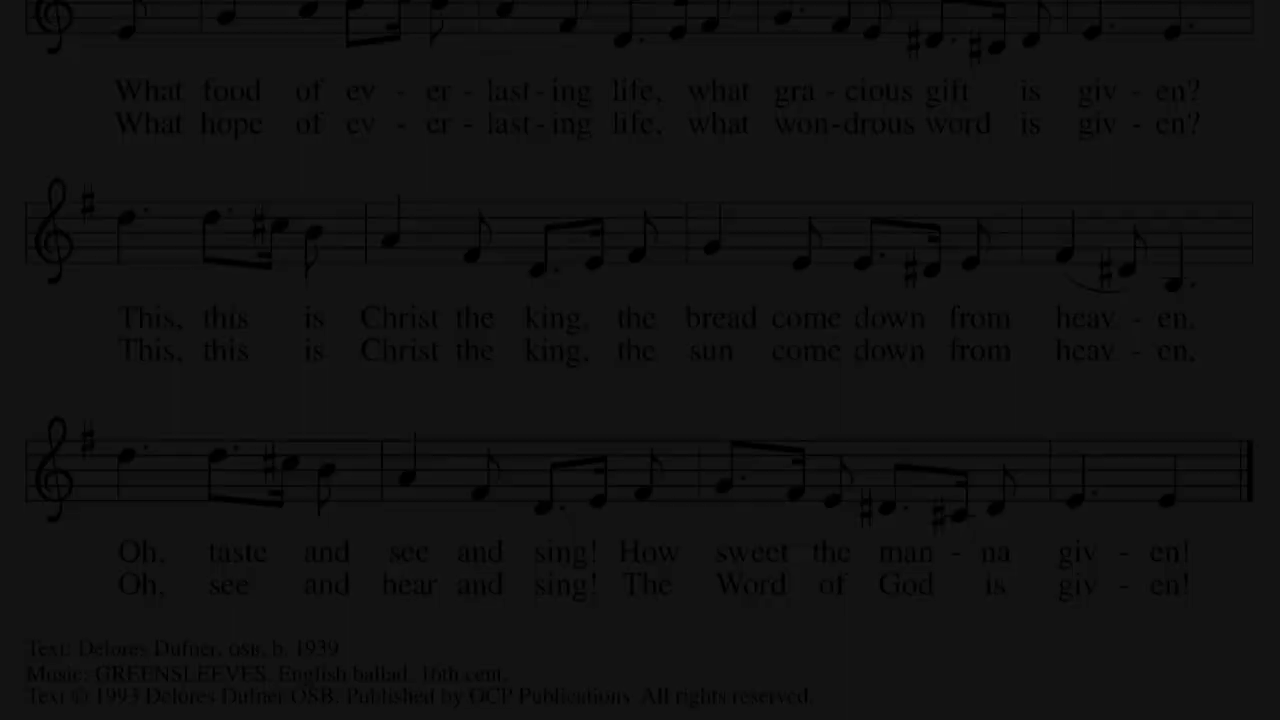 What food of ev - er - last - ing life, what gra - cious gift is giv - en?
What hope of ev - er - last - ing life, what won - drous word is giv - en?
This, this is Christ the king, the bread come down from heav - en.
This, this is Christ the king, the sun come down from heav - en.
Oh, taste and see and sing! How sweet the man - na giv - en!
Oh, see and hear and sing! The Word of God is giv - en!
Text: Delores Dufner, OSB, b. 1939
Music: GREENSLEEVES, English ballad, 16th cent.
Text © 1993 Delores Dufner OSB. Published by OCP Publications. All rights reserved.